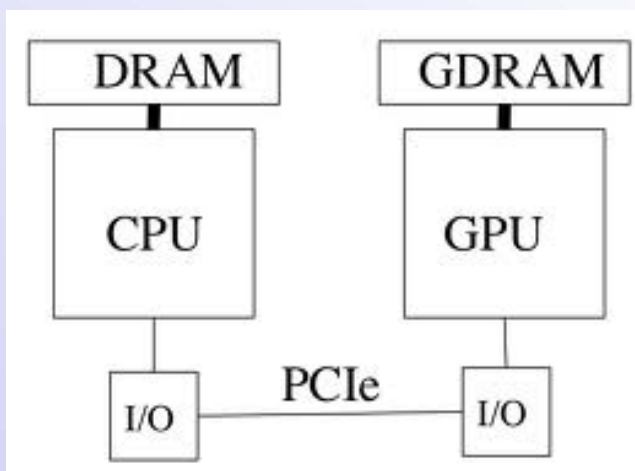 DRAM
GDRAM
CPU
GPU
PCIe
I/O
I/O